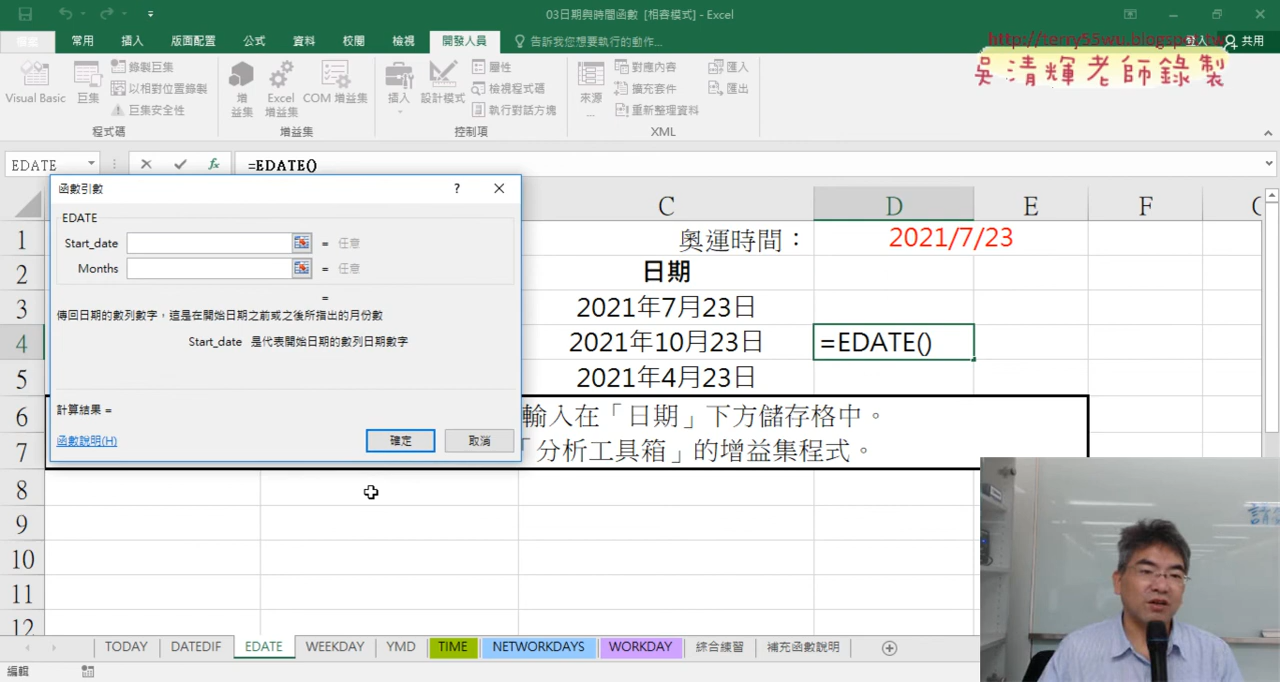 03日期與時間函數 [相容模式] - Excel
http://terry55wu.blogspot.tw
吳清輝老師錄製
常用 插入 版面配置 公式 資料 校閱 檢視 開發人員 告訴我您想要執行的動作... 登入 共用
Visual Basic 巨集 錄製巨集 以相對位置錄製 巨集安全性
增益集 Excel 增益集 COM 增益集
插入 設計模式 屬性 檢視程式碼 執行對話方塊
來源... 對應內容 擴充套件 重新整理資料 匯入 匯出
程式碼 增益集 控制項 XML
EDATE =EDATE()
函數引數 ?
EDATE
Start_date = 任意
Months = 任意
=
傳回日期的數列數字，這是在開始日期之前或之後所指出的月份數
Start_date 是代表開始日期的數列日期數字
計算結果 =
函數說明(H) 確定 取消
C D E F
1 奧運時間： 2021/7/23
2 日期
3 2021年7月23日
4 2021年10月23日 =EDATE()
5 2021年4月23日
6 輸入在「日期」下方儲存格中。
7 「分析工具箱」的增益集程式。
8
9
10
11
12
TODAY DATEDIF EDATE WEEKDAY YMD TIME NETWORKDAYS WORKDAY 綜合練習 補充函數說明
編輯